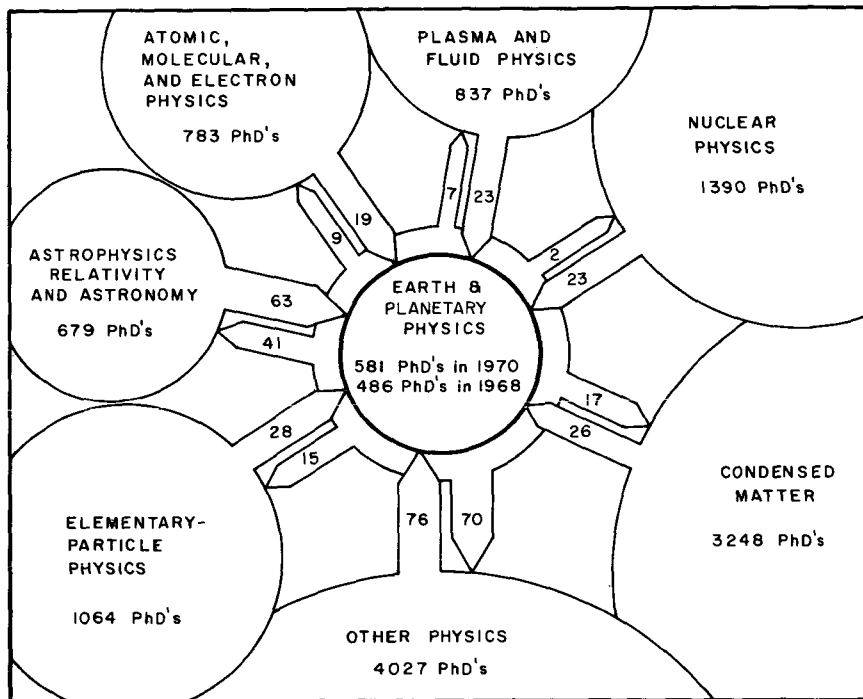 ATOMIC,
MOLECULAR,
AND ELECTRON
PHYSICS
783 PhD's
PLASMA AND
FLUID PHYSICS
837 PhD's
NUCLEAR
PHYSICS
1390 PhD's
9
19
7
23
2
23
ASTROPHYSICS
RELATIVITY
AND ASTRONOMY
679 PhD's
63
41
EARTH &
PLANETARY
PHYSICS
581 PhD's in 1970
486 PhD's in 1968
17
26
28
15
76
70
CONDENSED
MATTER
3248 PhD's
ELEMENTARY-
PARTICLE
PHYSICS
1064 PhD's
OTHER PHYSICS
4027 PhD's